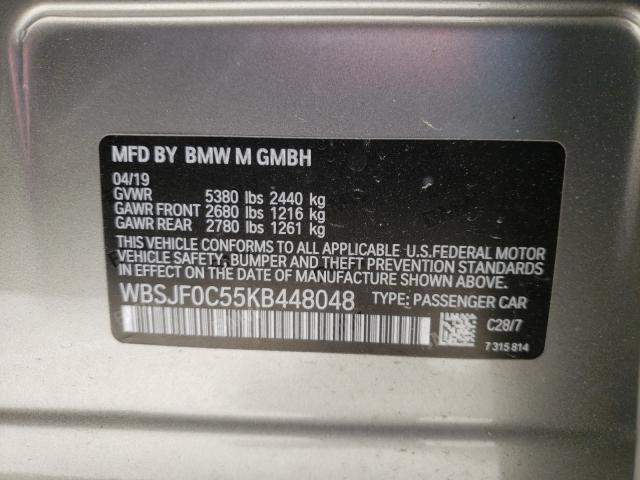 MFD BY BMW M GMBH
04/19
GVWR 5380 lbs 2440 kg
GAWR FRONT 2680 lbs 1216 kg
GAWR REAR 2780 lbs 1261 kg
THIS VEHICLE CONFORMS TO ALL APPLICABLE U.S.FEDERAL MOTOR
VEHICLE SAFETY, BUMPER AND THEFT PREVENTION STANDARDS
IN EFFECT ON THE DATE OF MANUFACTURE SHOWN ABOVE.
WBSJF0C55KB448048 TYPE: PASSENGER CAR
C28/7
7 315 814